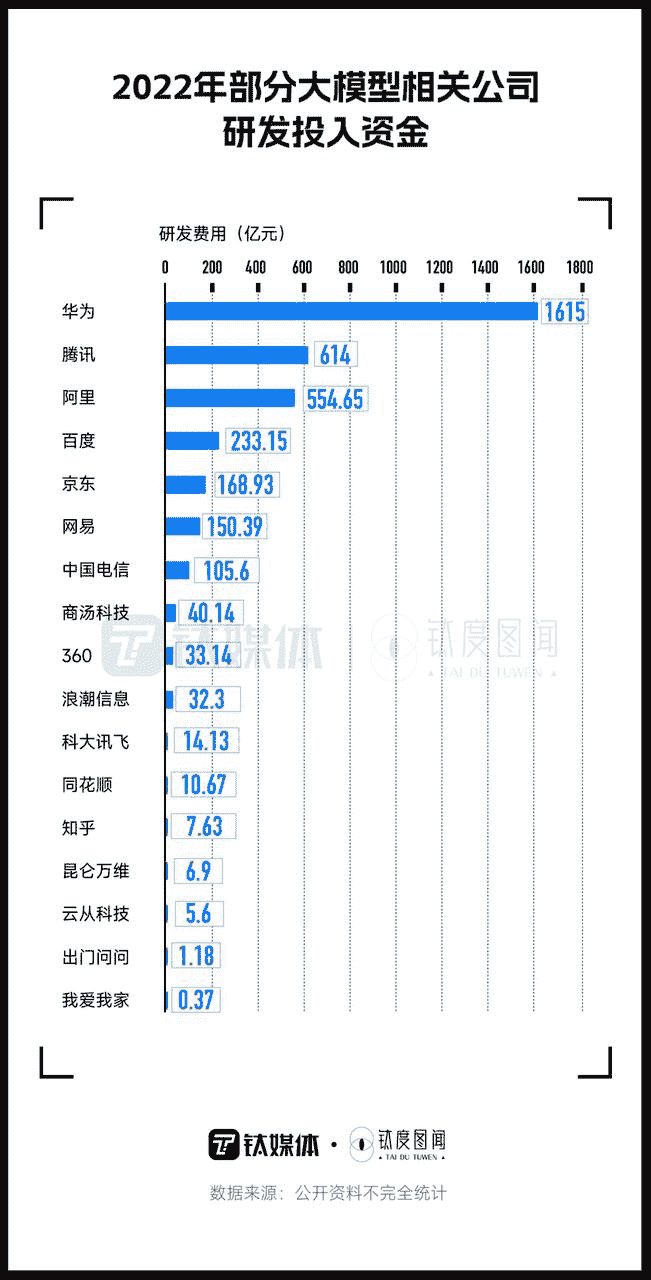 2022年部分大模型相关公司
研发投入资金
研发费用（亿元）
0 200 400 600 800 1000 1200 1400 1600 1800
华为 1615
腾讯 614
阿里 554.65
百度 233.15
京东 168.93
网易 150.39
中国电信 105.6
商汤科技 40.14
360 33.14
浪潮信息 32.3
科大讯飞 14.13
同花顺 10.67
知乎 7.63
昆仑万维 6.9
云从科技 5.6
出门问问 1.18
我爱我家 0.37
钛媒体 钛度图闻
TAI DU TUWEN
钛媒体·钛度图闻
TAI DU TUWEN
数据来源：公开资料不完全统计